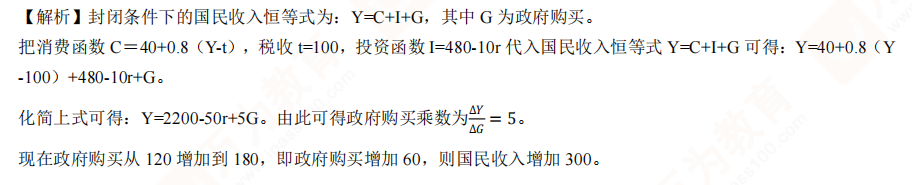 【解析】封闭条件下的国民收入恒等式为：Y=C+I+G，其中 G 为政府购买。
把消费函数 C＝40+0.8（Y-t），税收 t=100，投资函数 I=480-10r 代入国民收入恒等式 Y=C+I+G 可得：Y=40+0.8（Y
-100）+480-10r+G。
化简上式可得：Y=2200-50r+5G。由此可得政府购买乘数为ΔY/ΔG = 5。
现在政府购买从 120 增加到 180，即政府购买增加 60，则国民收入增加 300。